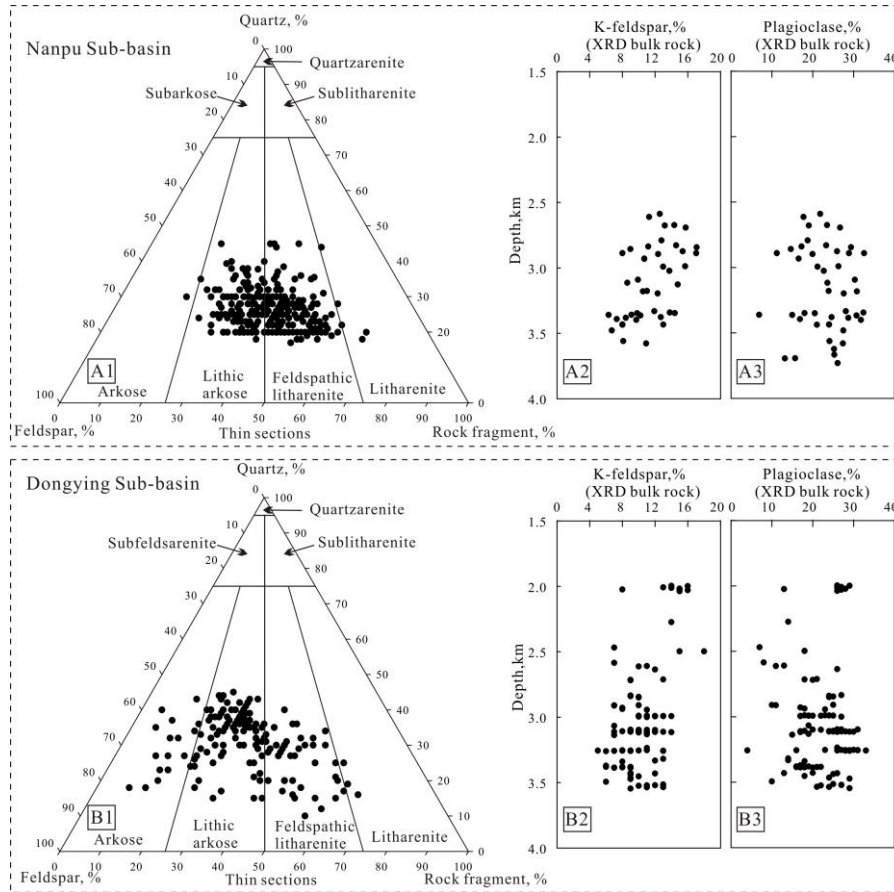 Nanpu Sub-basin
Quartz, %
0
100
10
90
20
80
30
70
40
60
50
50
60
40
70
30
80
20
90
10
100
0
Quartzarenite
Subarkose
Sublitharenite
A1
Arkose
Lithic
arkose
Feldspathic
litharenite
Litharenite
0 10 20 30 40 50 60 70 80 90 100
Feldspar, %
Thin sections
Rock fragment, %
K-feldspar,%
(XRD bulk rock)
0 4 8 12 16 20
Depth,km
1.5
2.0
2.5
3.0
3.5
4.0
A2
Plagioclase,%
(XRD bulk rock)
0 10 20 30 40
A3
Dongying Sub-basin
Quartz, %
0
100
10
90
20
80
30
70
40
60
50
50
60
40
70
30
80
20
90
10
100
0
Quartzarenite
Subfeldsarenite
Sublitharenite
B1
Arkose
Lithic
arkose
Feldspathic
litharenite
Litharenite
0 10 20 30 40 50 60 70 80 90 100
Feldspar, %
Thin sections
Rock fragment, %
K-feldspar,%
(XRD bulk rock)
0 4 8 12 16 20
Depth,km
1.5
2.0
2.5
3.0
3.5
4.0
B2
Plagioclase,%
(XRD bulk rock)
0 10 20 30 40
B3